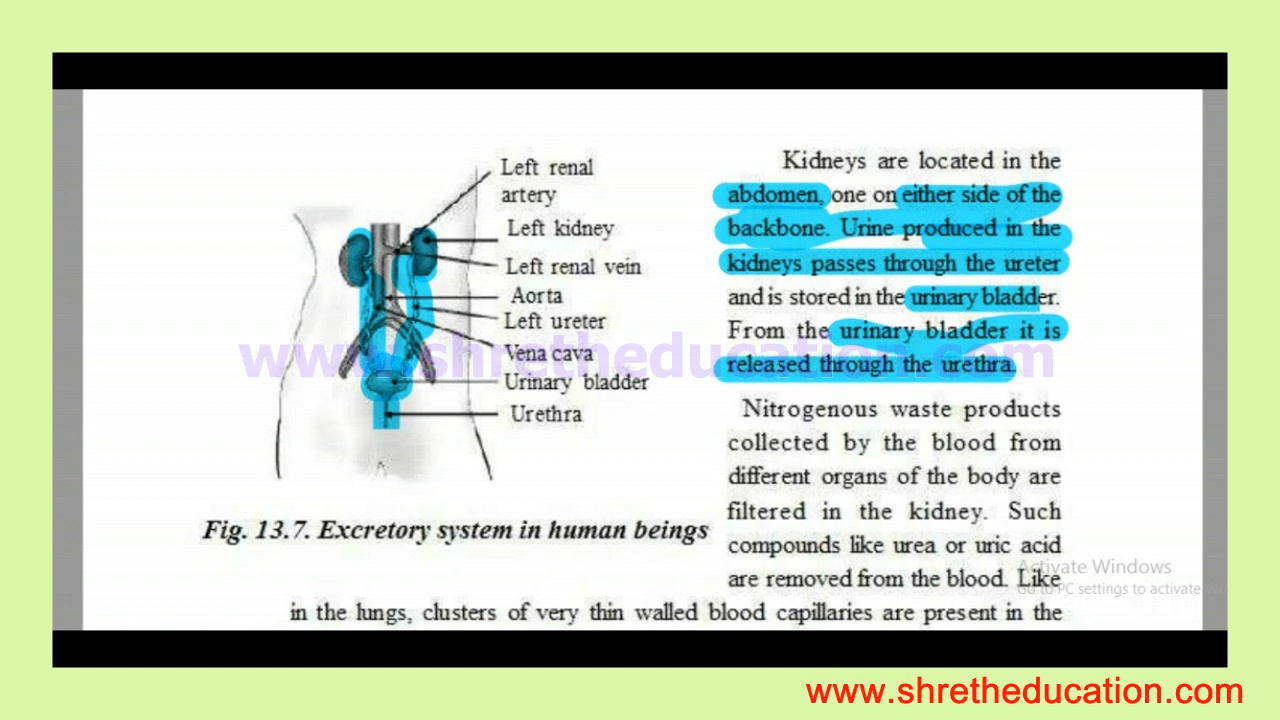 Left renal
artery
Left kidney
Left renal vein
Aorta
Left ureter
Vena cava
Urinary bladder
Urethra
Fig. 13.7. Excretory system in human beings
Kidneys are located in the
abdomen, one on either side of the
backbone. Urine produced in the
kidneys passes through the ureter
and is stored in the urinary bladder.
From the urinary bladder it is
released through the urethra.
Nitrogenous waste products
collected by the blood from
different organs of the body are
filtered in the kidney. Such
compounds like urea or uric acid
are removed from the blood. Like
in the lungs, clusters of very thin walled blood capillaries are present in the
www.shretheducation.com
Activate Windows
Go to PC settings to activate
www.shretheducation.com